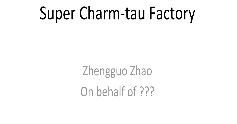 Super Charm-tau Factory
Zhengguo Zhao
On behalf of ???